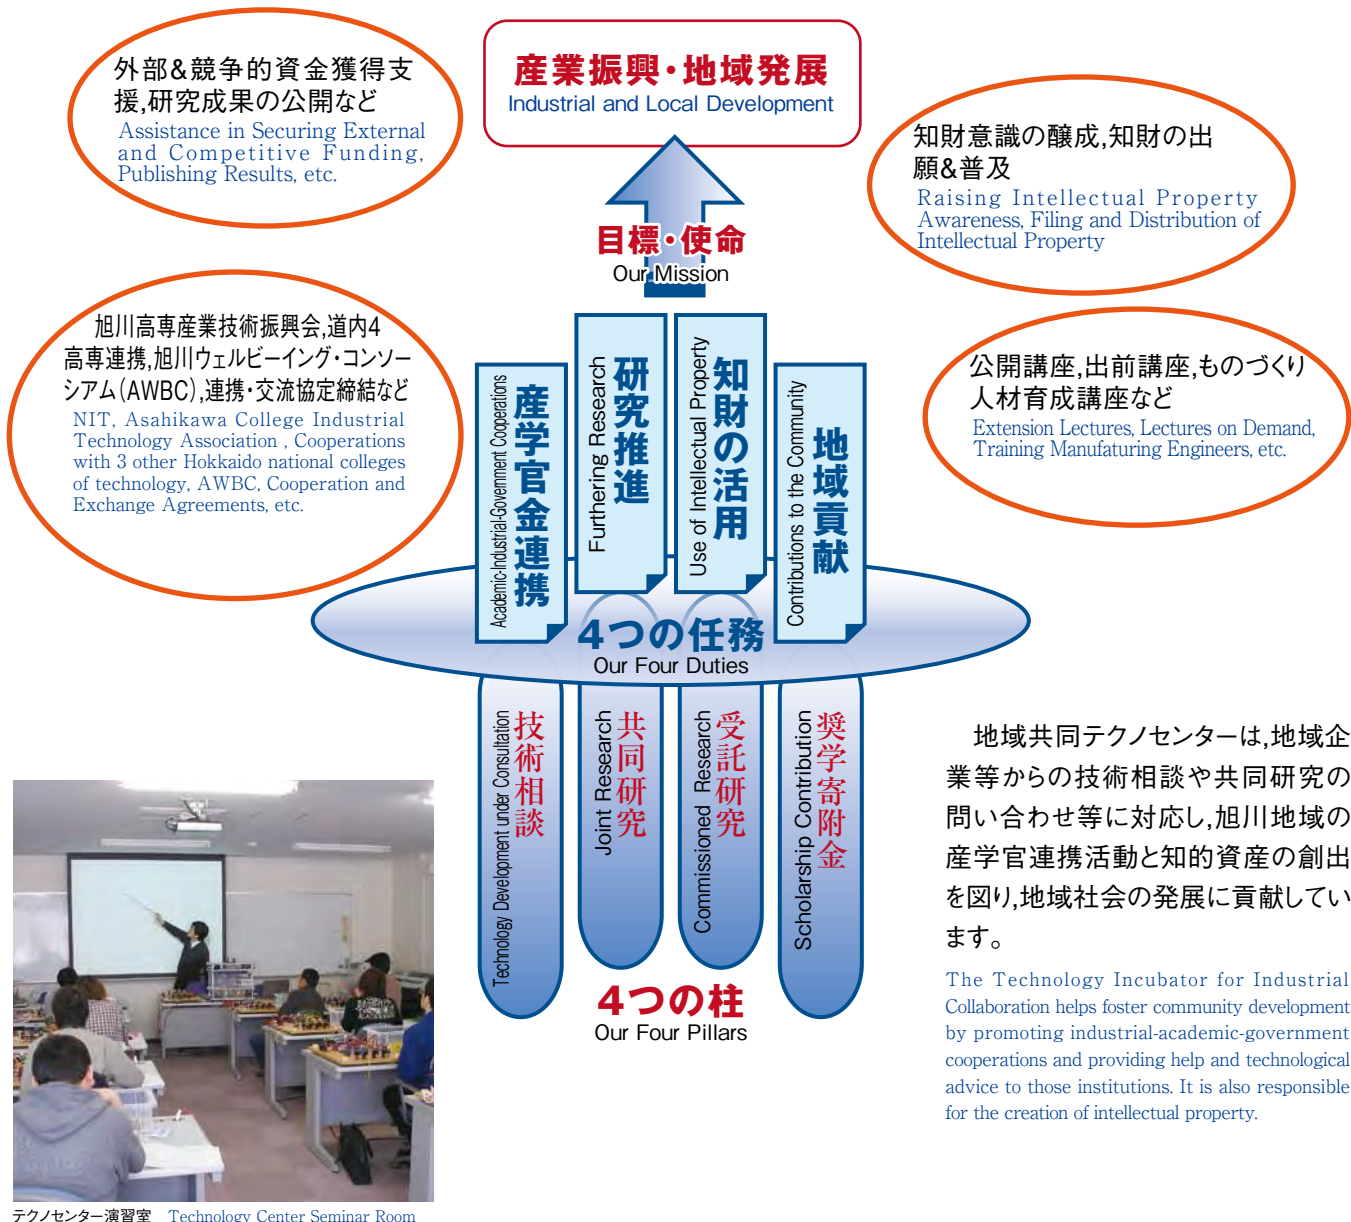 外部&競争的資金獲得支
援,研究成果の公開など
Assistance in Securing External
and Competitive Funding,
Publishing Results, etc.
産業振興・地域発展
Industrial and Local Development
知財意識の醸成,知財の出
願&普及
Raising Intellectual Property
Awareness, Filing and Distribution of
Intellectual Property
目標・使命
Our Mission
旭川高専産業技術振興会,道内4
高専連携,旭川ウェルビーイング・コンソー
シアム(AWBC),連携・交流協定締結など
NIT, Asahikawa College Industrial
Technology Association , Cooperations
with 3 other Hokkaido national colleges
of technology, AWBC, Cooperation and
Exchange Agreements, etc.
公開講座,出前講座,ものづくり
人材育成講座など
Extension Lectures, Lectures on Demand,
Training Manufaturing Engineers, etc.
産学官金連携
Academic-Industrial-Government Cooperations
研究推進
Furthering Research
知財の活用
Use of Intellectual Property
地域貢献
Contributions to the Community
4つの任務
Our Four Duties
技術相談
Technology Development under Consultation
共同研究
Joint Research
受託研究
Commissioned Research
奨学寄附金
Scholarship Contribution
4つの柱
Our Four Pillars
地域共同テクノセンターは,地域企
業等からの技術相談や共同研究の
問い合わせ等に対応し,旭川地域の
産学官連携活動と知的資産の創出
を図り,地域社会の発展に貢献してい
ます。
The Technology Incubator for Industrial
Collaboration helps foster community development
by promoting industrial-academic-government
cooperations and providing help and technological
advice to those institutions. It is also responsible
for the creation of intellectual property.
テクノセンター演習室 Technology Center Seminar Room